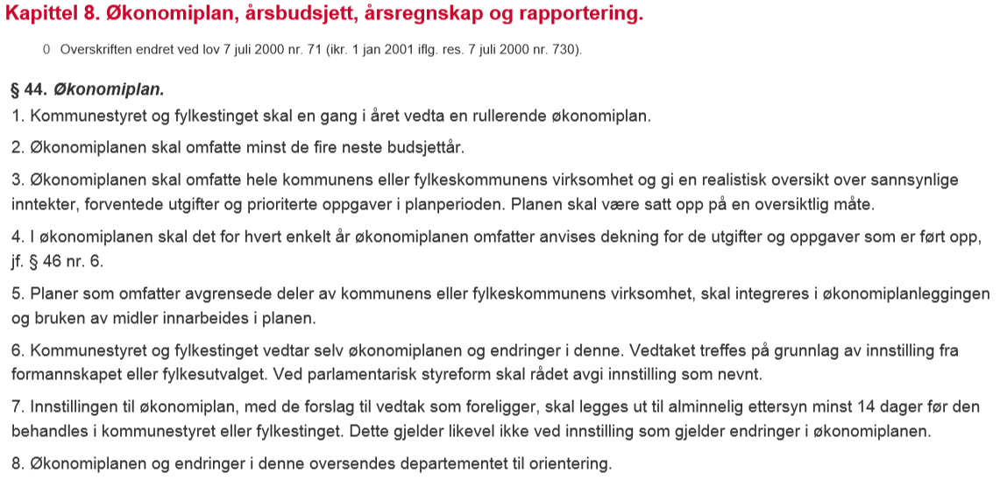 Kapittel 8. Økonomiplan, årsbudsjett, årsregnskap og rapportering.
0 Overskriften endret ved lov 7 juli 2000 nr. 71 (ikr. 1 jan 2001 iflg. res. 7 juli 2000 nr. 730).
§ 44. Økonomiplan.
1. Kommunestyret og fylkestinget skal en gang i året vedta en rullerende økonomiplan.
2. Økonomiplanen skal omfatte minst de fire neste budsjettår.
3. Økonomiplanen skal omfatte hele kommunens eller fylkeskommunens virksomhet og gi en realistisk oversikt over sannsynlige
inntekter, forventede utgifter og prioriterte oppgaver i planperioden. Planen skal være satt opp på en oversiktlig måte.
4. I økonomiplanen skal det for hvert enkelt år økonomiplanen omfatter anvises dekning for de utgifter og oppgaver som er ført opp,
jf. § 46 nr. 6.
5. Planer som omfatter avgrensede deler av kommunens eller fylkeskommunens virksomhet, skal integreres i økonomiplanleggingen
og bruken av midler innarbeides i planen.
6. Kommunestyret og fylkestinget vedtar selv økonomiplanen og endringer i denne. Vedtaket treffes på grunnlag av innstilling fra
formannskapet eller fylkesutvalget. Ved parlamentarisk styreform skal rådet avgi innstilling som nevnt.
7. Innstillingen til økonomiplan, med de forslag til vedtak som foreligger, skal legges ut til alminnelig ettersyn minst 14 dager før den
behandles i kommunestyret eller fylkestinget. Dette gjelder likevel ikke ved innstilling som gjelder endringer i økonomiplanen.
8. Økonomiplanen og endringer i denne oversendes departementet til orientering.